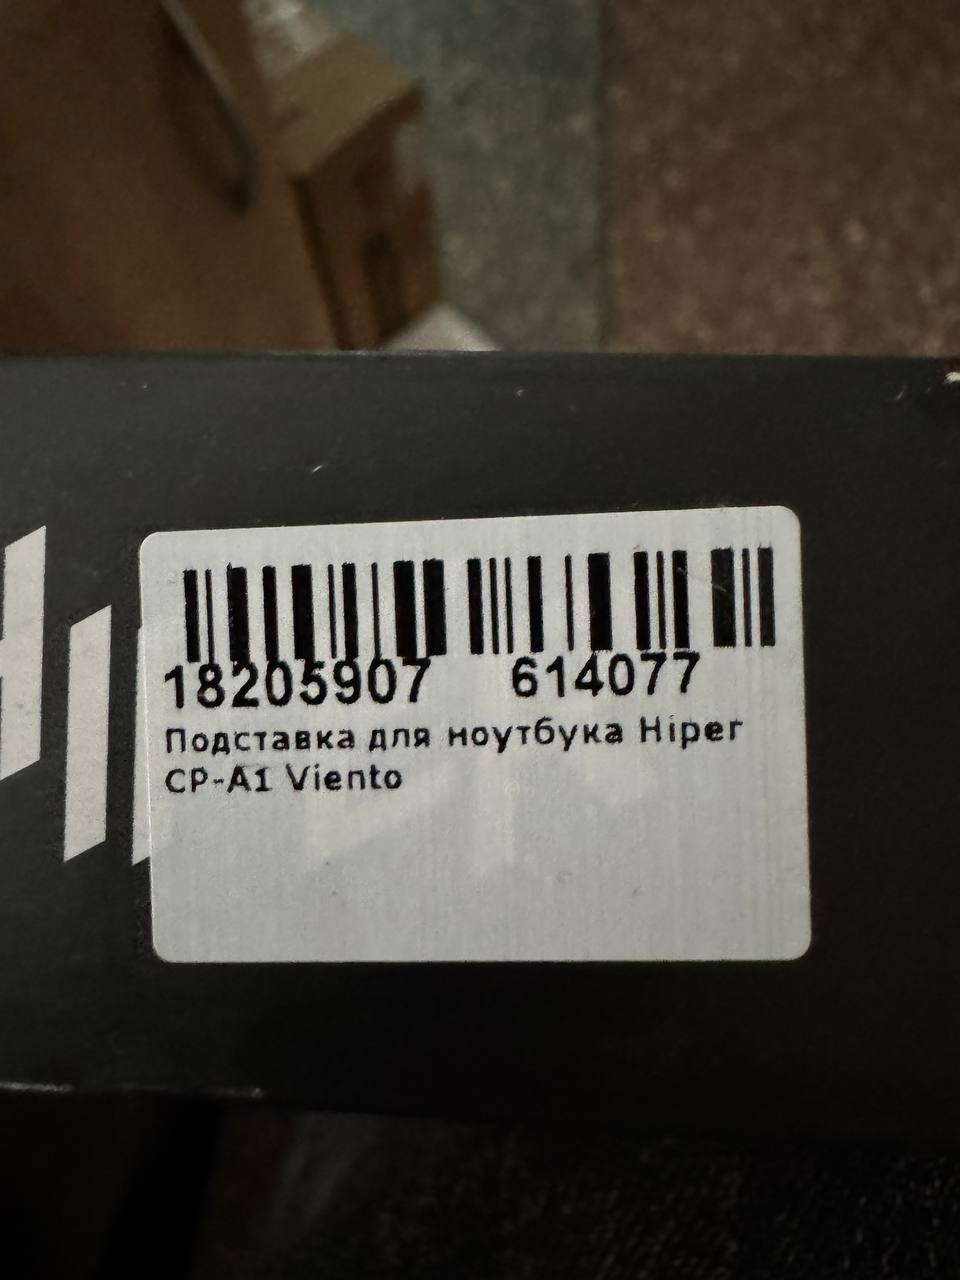 18205907 614077
Подставка для ноутбука Hiper
CP-A1 Viento